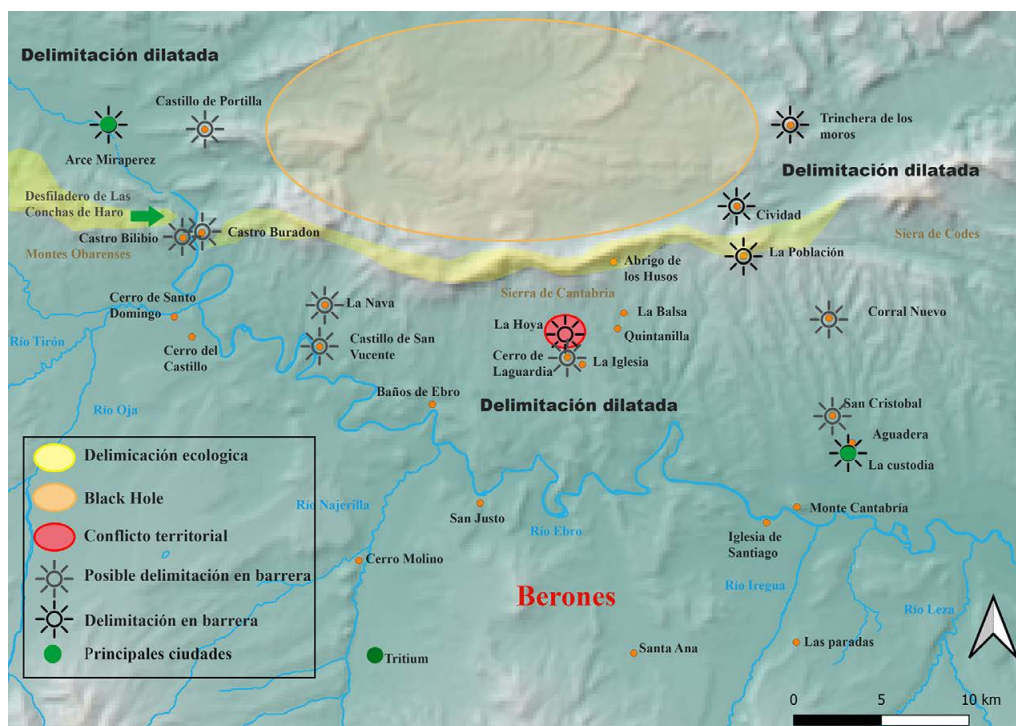 Delimitación dilatada
Castillo de Portilla
Arce Miraperez
Trinchera de los
moros
Delimitación dilatada
Desfiladero de Las
Conchas de Haro
Castro Bilibio
Montes Obarenses
Castro Buradon
Cividad
La Población
Siera de Codes
Abrigo de
los Husos
Sierra de Cantabria
Cerro de Santo
Domingo
La Nava
La Hoya
La Balsa
Quintanilla
Corral Nuevo
Río Tirón
Cerro del
Castillo
Castillo de San
Vucente
Cerro de
Laguardia
La Iglesia
Baños de Ebro
Delimitación dilatada
Río Oja
San Cristobal
Aguadera
La custodia
Delimicación ecologica
Black Hole
Conflicto territorial
Posible delimitación en barrera
Delimitación en barrera
Principales ciudades
Río Najerilla
San Justo
Río Ebro
Monte Cantabría
Iglesia de
Santiago
Cerro Molino
Berones
Río Iregua
Río Leza
Tritium
Santa Ana
Las paradas
0 5 10 km